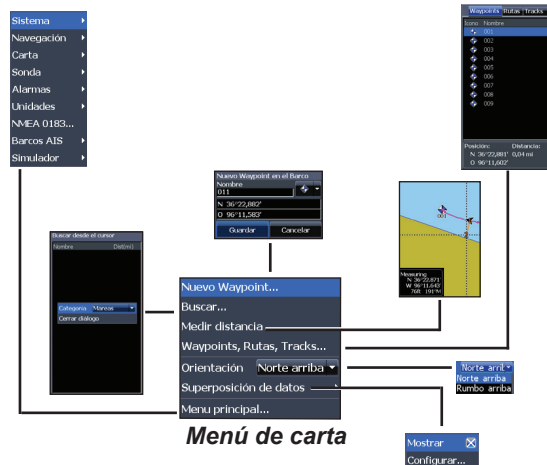 Sistema
Navegación
Carta
Sonda
Alarmas
Unidades
NMEA 0183...
Barcos AIS
Simulador
Waypoints Rutas Tracks
Icono Nombre
001
002
003
004
005
006
007
008
009
Posición: Distancia:
N 36°22,881' 0,04 mi
O 96°11,602'
Nuevo Waypoint en el Barco
Nombre
011
N 36°22,882'
O 96°11,583'
Guardar Cancelar
Buscar desde el cursor
Nombre Dist(mi)
Categoría Mareas
Cerrar diálogo
001
Measuring
N 36°22.871'
W 96°11.643'
76ft 191°M
Nuevo Waypoint...
Buscar...
Medir distancia
Waypoints, Rutas, Tracks...
Orientación Norte arriba
Superposición de datos
Menu principal...
Norte arrib
Norte arriba
Rumbo arriba
Menú de carta
Mostrar
Configurar...